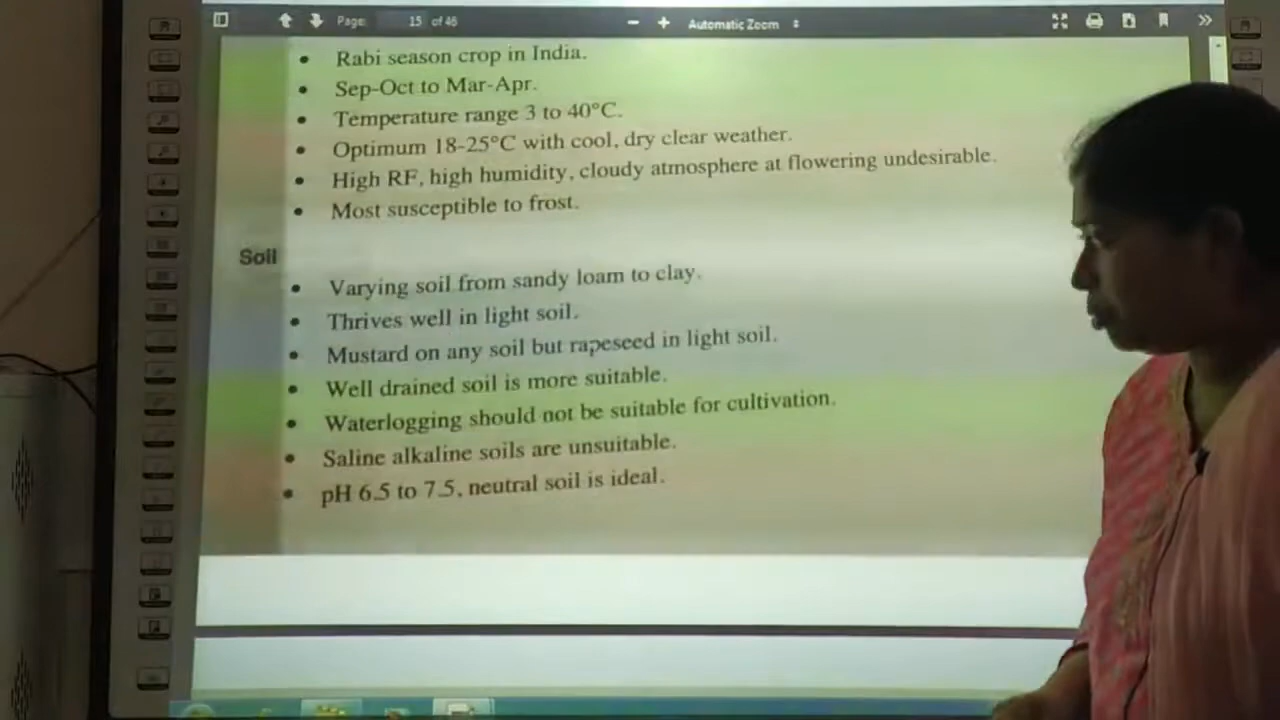 Page: 15 of 46 Automatic Zoom
Rabi season crop in India.
Sep-Oct to Mar-Apr.
Temperature range 3 to 40°C.
Optimum 18-25°C with cool, dry clear weather.
High RF, high humidity, cloudy atmosphere at flowering undesirable.
Most susceptible to frost.
Soil
Varying soil from sandy loam to clay.
Thrives well in light soil.
Mustard on any soil but rapeseed in light soil.
Well drained soil is more suitable.
Waterlogging should not be suitable for cultivation.
Saline alkaline soils are unsuitable.
pH 6.5 to 7.5, neutral soil is ideal.